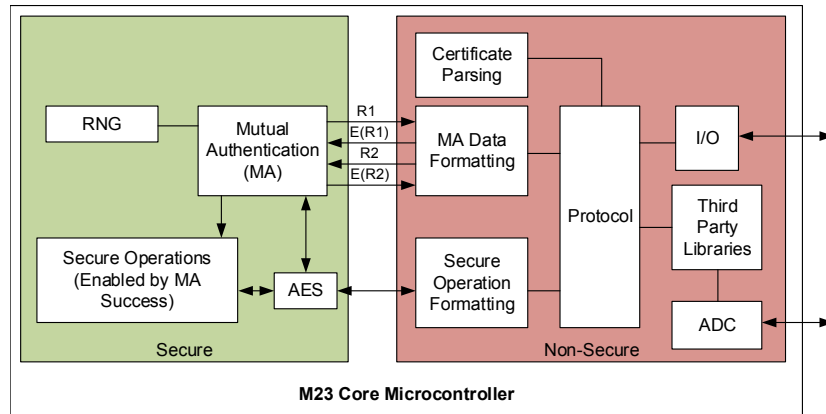 RNG
Mutual
Authentication
(MA)
R1
E(R1)
R2
E(R2)
Secure Operations
(Enabled by MA
Success)
AES
Secure
Certificate
Parsing
MA Data
Formatting
Secure
Operation
Formatting
Protocol
I/O
Third
Party
Libraries
ADC
Non-Secure
M23 Core Microcontroller